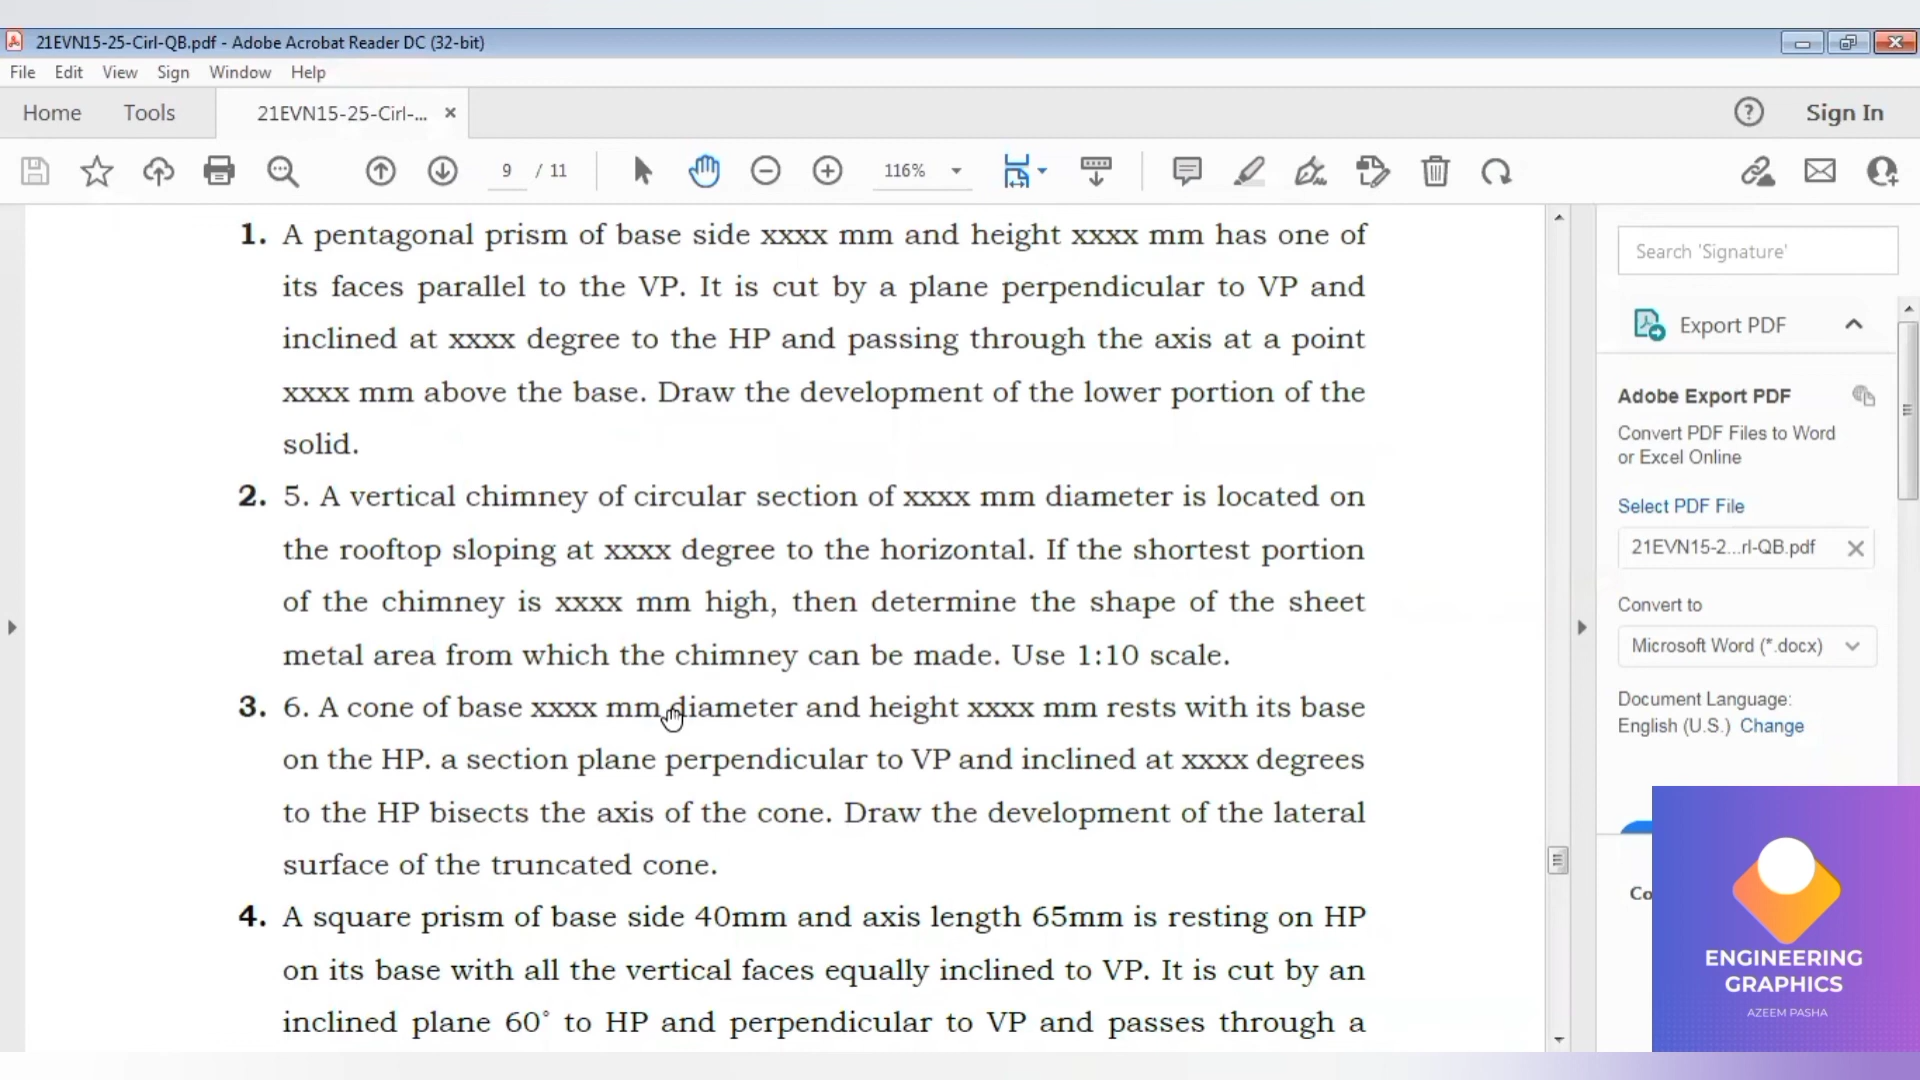 21EVN15-25-Cirl-QB.pdf - Adobe Acrobat Reader DC (32-bit)
File Edit View Sign Window Help
Home Tools 21EVN15-25-Cirl-... × Sign In
9 / 11 116%
1. A pentagonal prism of base side xxxx mm and height xxxx mm has one of
its faces parallel to the VP. It is cut by a plane perpendicular to VP and
inclined at xxxx degree to the HP and passing through the axis at a point
xxxx mm above the base. Draw the development of the lower portion of the
solid.
2. 5. A vertical chimney of circular section of xxxx mm diameter is located on
the rooftop sloping at xxxx degree to the horizontal. If the shortest portion
of the chimney is xxxx mm high, then determine the shape of the sheet
metal area from which the chimney can be made. Use 1:10 scale.
3. 6. A cone of base xxxx mm diameter and height xxxx mm rests with its base
on the HP. a section plane perpendicular to VP and inclined at xxxx degrees
to the HP bisects the axis of the cone. Draw the development of the lateral
surface of the truncated cone.
4. A square prism of base side 40mm and axis length 65mm is resting on HP
on its base with all the vertical faces equally inclined to VP. It is cut by an
inclined plane 60° to HP and perpendicular to VP and passes through a
Search 'Signature'
Export PDF
Adobe Export PDF
Convert PDF Files to Word
or Excel Online
Select PDF File
21EVN15-2...rl-QB.pdf
Convert to
Microsoft Word (*.docx)
Document Language:
English (U.S.) Change
Co
ENGINEERING
GRAPHICS
AZEEM PASHA